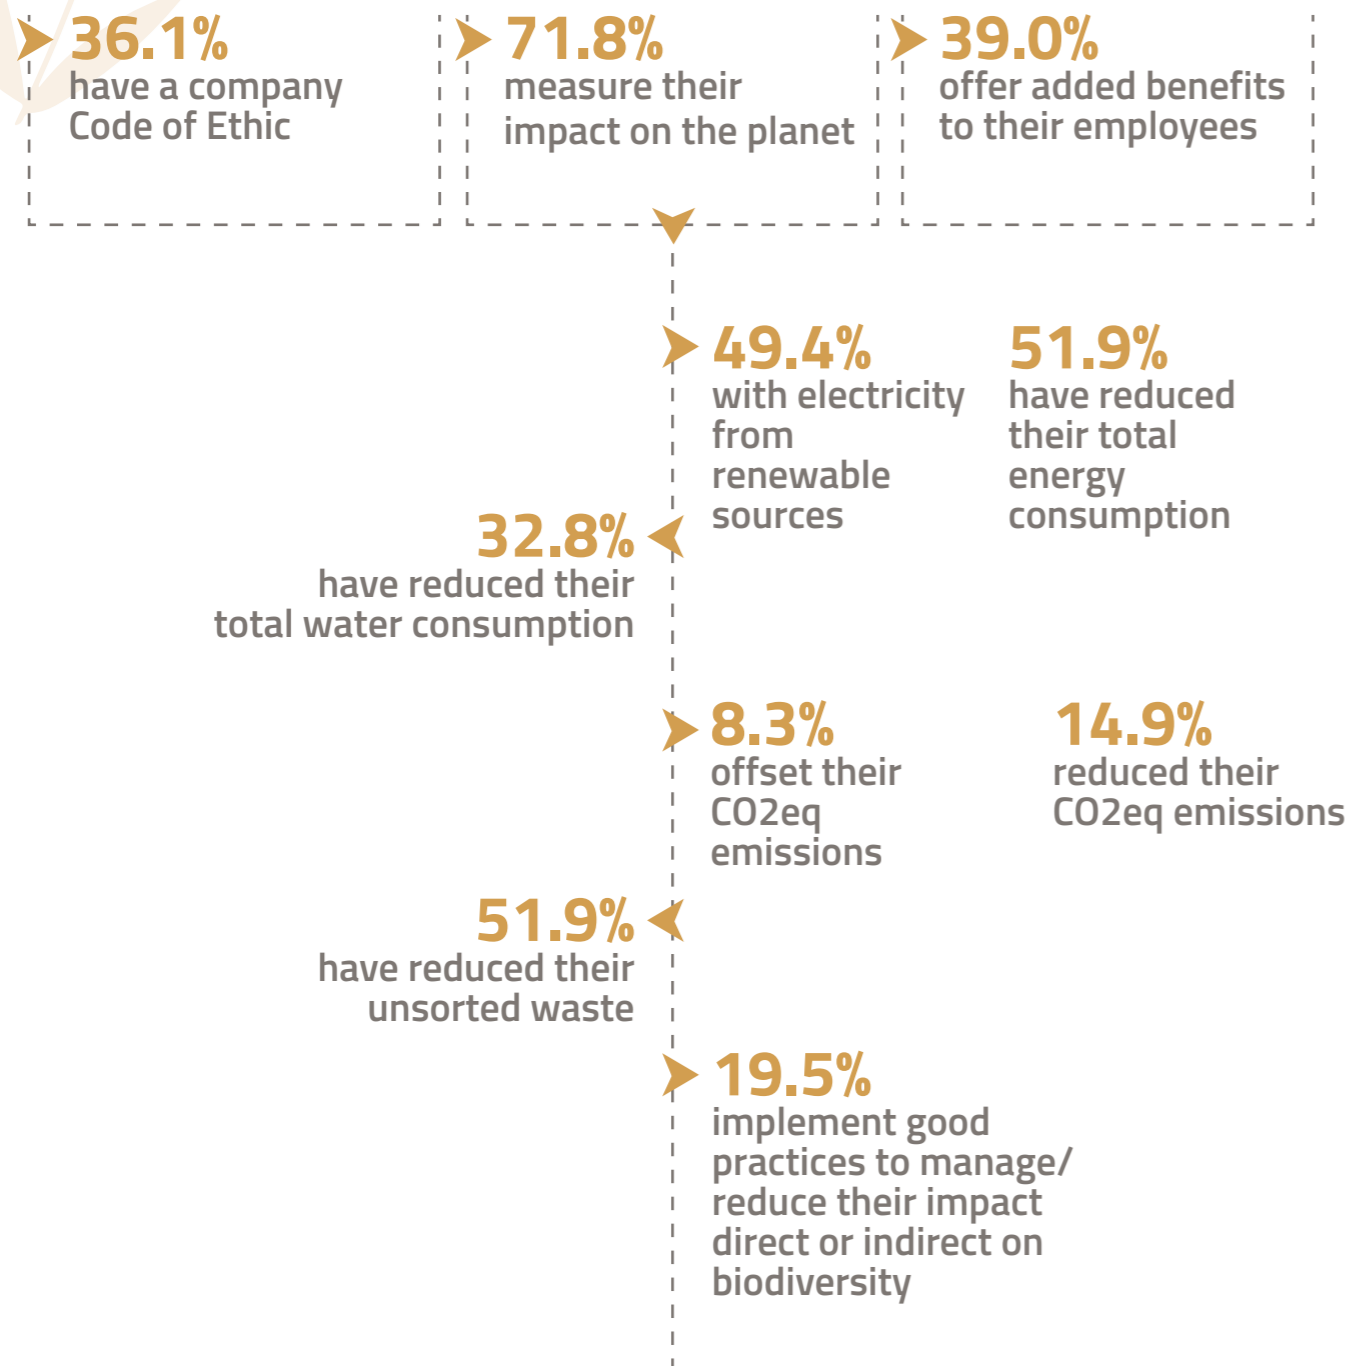 36.1%
have a company
Code of Ethic
71.8%
measure their
impact on the planet
39.0%
offer added benefits
to their employees
49.4%
with electricity
from
renewable
sources
51.9%
have reduced
their total
energy
consumption
32.8%
have reduced their
total water consumption
8.3%
offset their
CO2eq
emissions
14.9%
reduced their
CO2eq emissions
51.9%
have reduced their
unsorted waste
19.5%
implement good
practices to manage/
reduce their impact
direct or indirect on
biodiversity